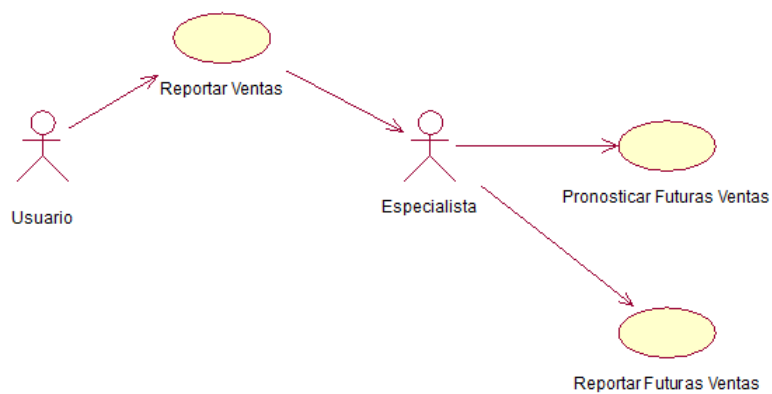 Reportar Ventas
Usuario
Especialista
Pronosticar Futuras Ventas
Reportar Futuras Ventas